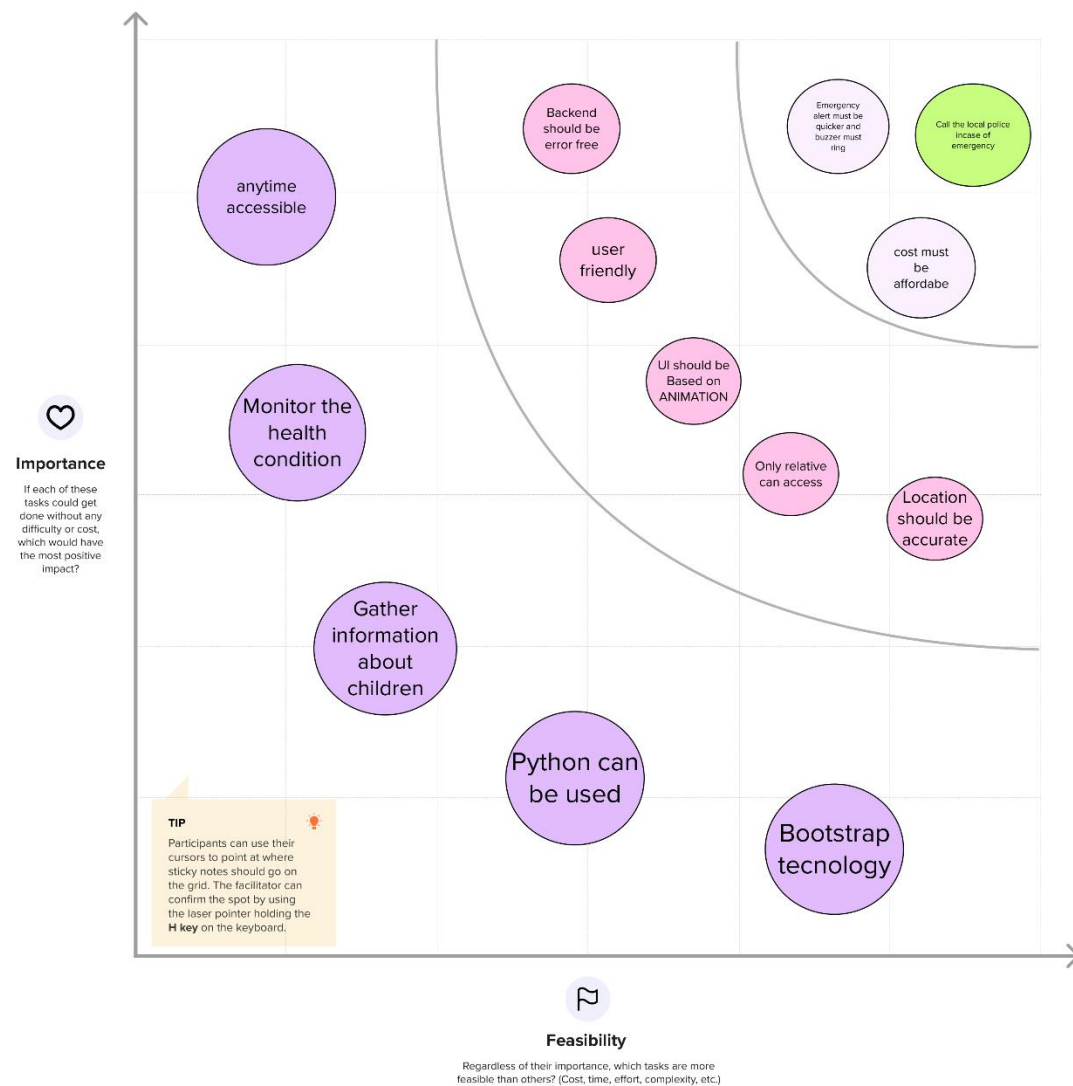 Backend
should be
error free
Emergency
alert must be
quicker and
buzzer must
ring
Call the local police
incase of
emergency
anytime
accessible
user
friendly
cost must
be
affordabe
UI should be
Based on
ANIMATION
Monitor the
health
condition
Only relative
can access
Location
should be
accurate
Importance
If each of these
tasks could get
done without any
difficulty or cost,
which would have
the most positive
impact?
Gather
information
about
children
Python can
be used
Bootstrap
tecnology
TIP
Participants can use their
cursors to point at where
sticky notes should go on
the grid. The facilitator can
confirm the spot by using
the laser pointer holding the
H key on the keyboard.
Feasibility
Regardless of their importance, which tasks are more
feasible than others? (Cost, time, effort, complexity, etc.)